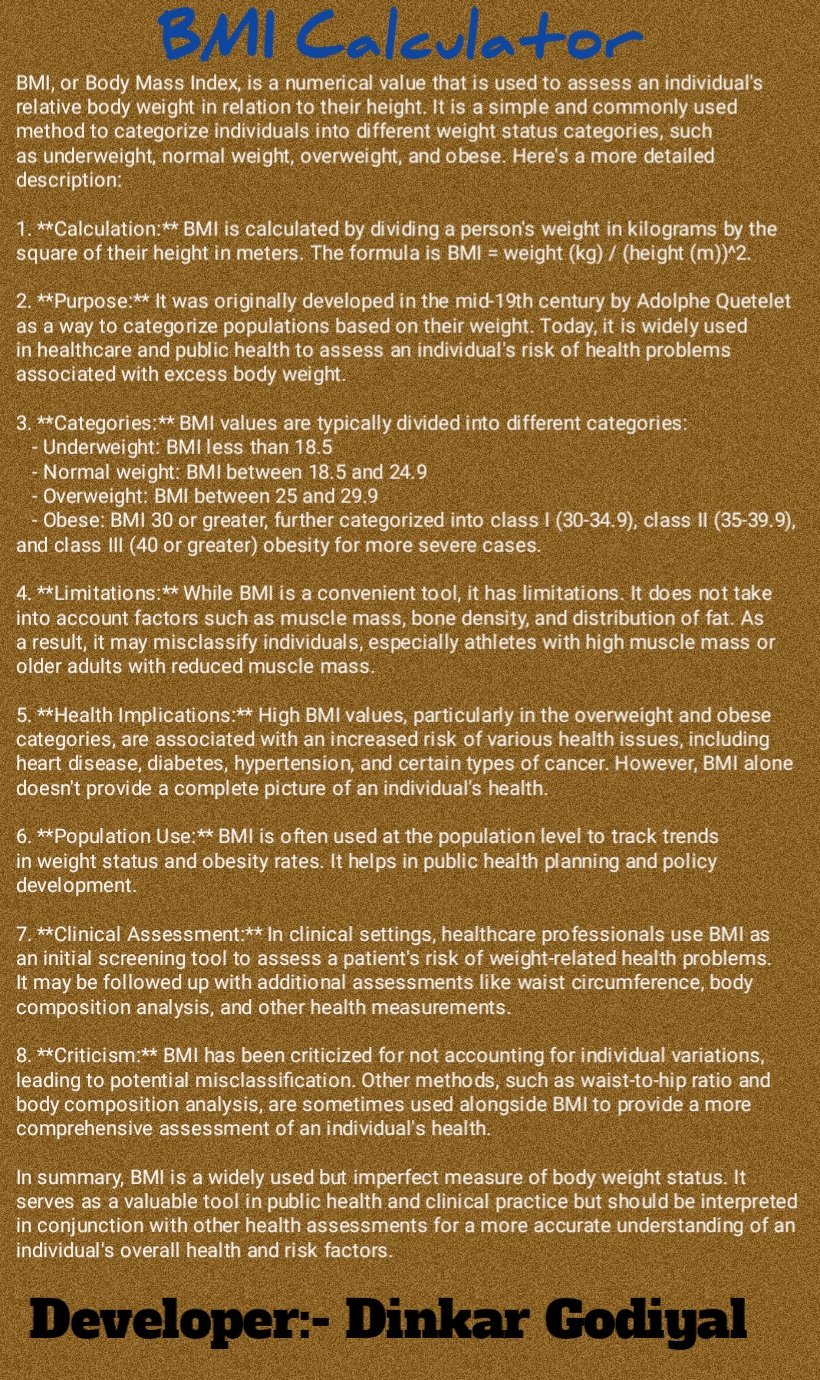 BMI Calculator
BMI, or Body Mass Index, is a numerical value that is used to assess an individual's
relative body weight in relation to their height. It is a simple and commonly used
method to categorize individuals into different weight status categories, such
as underweight, normal weight, overweight, and obese. Here's a more detailed
description:
1. **Calculation:** BMI is calculated by dividing a person's weight in kilograms by the
square of their height in meters. The formula is BMI = weight (kg) / (height (m))^2.
2. **Purpose:** It was originally developed in the mid-19th century by Adolphe Quetelet
as a way to categorize populations based on their weight. Today, it is widely used
in healthcare and public health to assess an individual's risk of health problems
associated with excess body weight.
3. **Categories:** BMI values are typically divided into different categories:
- Underweight: BMI less than 18.5
- Normal weight: BMI between 18.5 and 24.9
- Overweight: BMI between 25 and 29.9
- Obese: BMI 30 or greater, further categorized into class I (30-34.9), class II (35-39.9),
and class III (40 or greater) obesity for more severe cases.
4. **Limitations:** While BMI is a convenient tool, it has limitations. It does not take
into account factors such as muscle mass, bone density, and distribution of fat. As
a result, it may misclassify individuals, especially athletes with high muscle mass or
older adults with reduced muscle mass.
5. **Health Implications:** High BMI values, particularly in the overweight and obese
categories, are associated with an increased risk of various health issues, including
heart disease, diabetes, hypertension, and certain types of cancer. However, BMI alone
doesn't provide a complete picture of an individual's health.
6. **Population Use:** BMI is often used at the population level to track trends
in weight status and obesity rates. It helps in public health planning and policy
development.
7. **Clinical Assessment:** In clinical settings, healthcare professionals use BMI as
an initial screening tool to assess a patient's risk of weight-related health problems.
It may be followed up with additional assessments like waist circumference, body
composition analysis, and other health measurements.
8. **Criticism:** BMI has been criticized for not accounting for individual variations,
leading to potential misclassification. Other methods, such as waist-to-hip ratio and
body composition analysis, are sometimes used alongside BMI to provide a more
comprehensive assessment of an individual's health.
In summary, BMI is a widely used but imperfect measure of body weight status. It
serves as a valuable tool in public health and clinical practice but should be interpreted
in conjunction with other health assessments for a more accurate understanding of an
individual's overall health and risk factors.
Developer:- Dinkar Godiyal